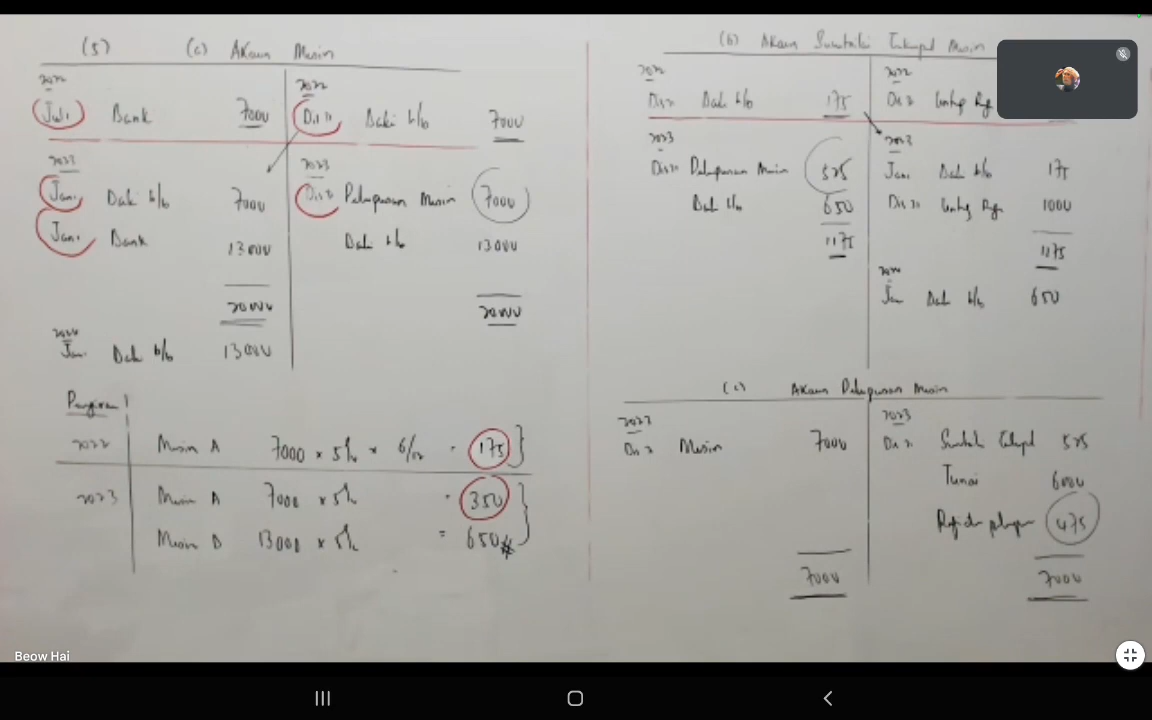 (5) (a) Akaun Mesin
2022 2022
Jul 1 Bank 7000 Dis 31 Baki h/b 7000
2023 2023
Jan 1 Baki b/b 7000 Dis 31 Pelupusan Mesin 7000
Jan 1 Bank 13000 Baki h/b 13000
20000 20000
2024
Jan 1 Baki b/b 13000
Pengiraan
2022 Mesin A 7000 × 5% × 6/12 = 175
2023 Mesin A 7000 × 5% = 350
Mesin B 13000 × 5% = 650
(b) Akaun Susutnilai Terkumpul Mesin
2022 2022
Dis 31 Baki h/b 175 Dis 31 Untung Rugi
2023 2023
Dis 31 Pelupusan Mesin 525 Jan 1 Baki b/b 175
Baki h/b 650 Dis 31 Untung Rugi 1000
1175 1175
2024
Jan Baki b/b 650
(c) Akaun Pelupusan Mesin
2023 2023
Dis 31 Mesin 7000 Dis 31 Susutnilai Terkumpul 525
Tunai 6000
Rugi atas pelupusan 475
7000 7000
Beow Hai